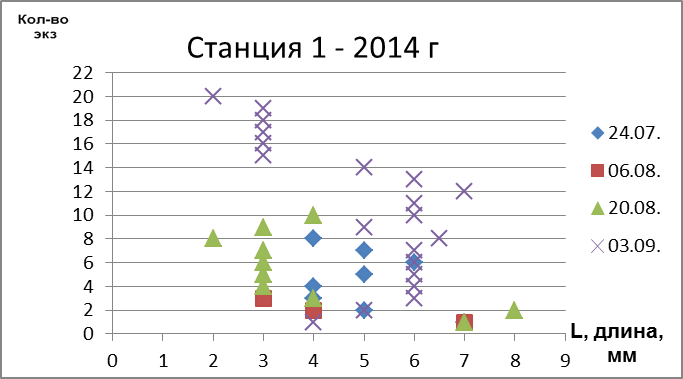 Кол-во
экз
Станция 1 - 2014 г
22
20
18
16
14
12
10
8
6
4
2
0
0 1 2 3 4 5 6 7 8 9
L, длина,
мм
24.07.
06.08.
20.08.
03.09.